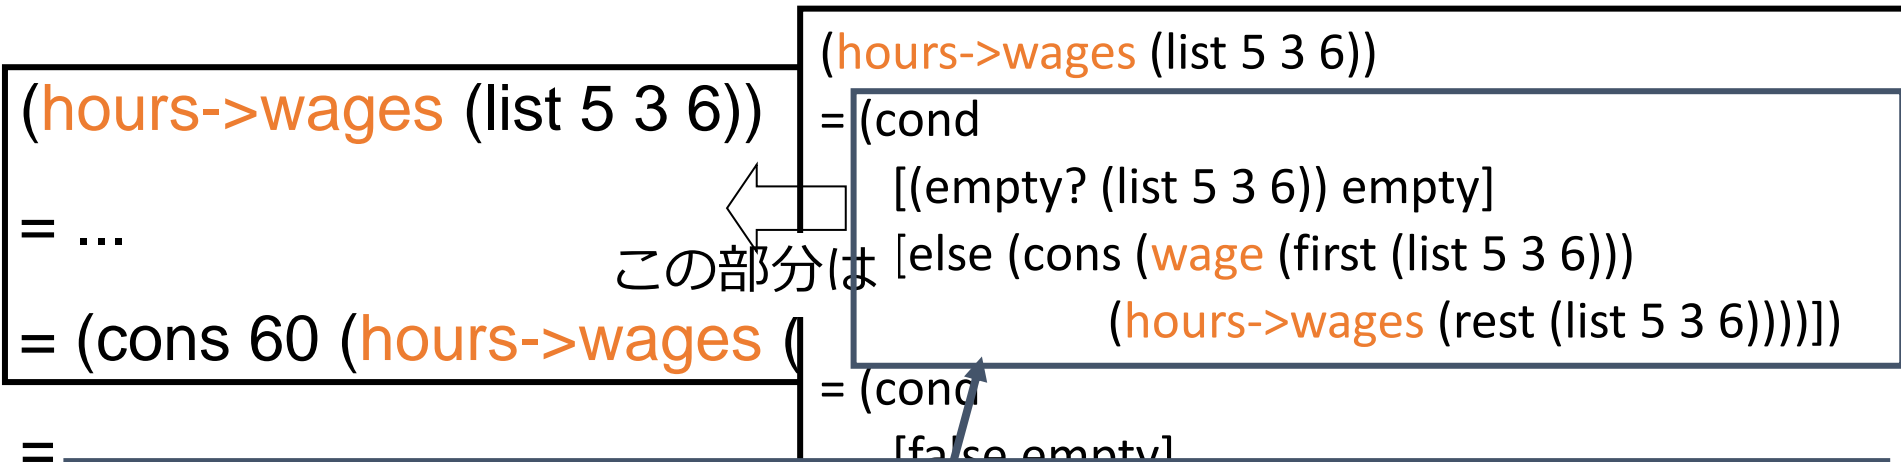 (hours->wages (list 5 3 6))
= ...
この部分は
= (cons 60 (hours->wages (
=
(hours->wages (list 5 3 6))
= (cond
[(empty? (list 5 3 6)) empty]
[else (cons (wage (first (list 5 3 6)))
(hours->wages (rest (list 5 3 6))))])
= (cond
[false empty]